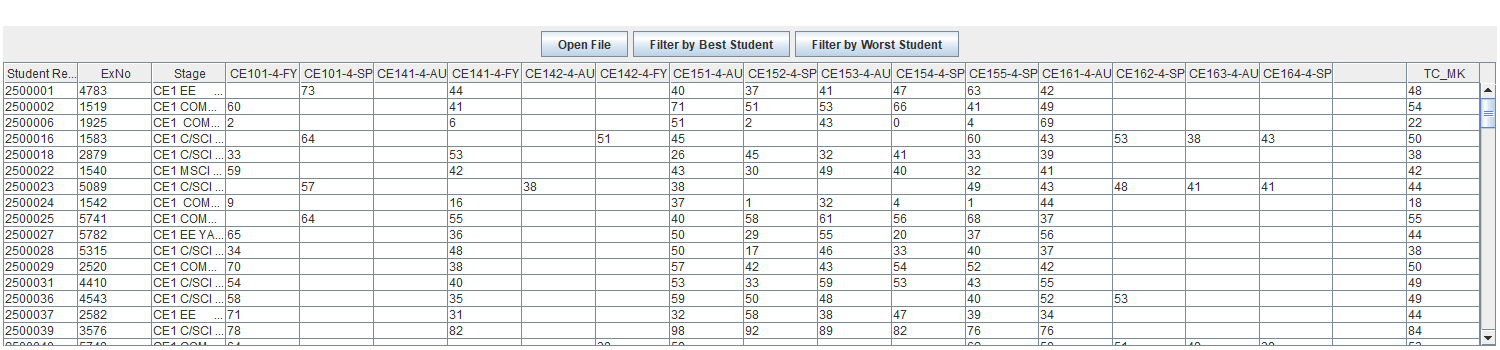 Open File Filter by Best Student Filter by Worst Student
Student Re... ExNo Stage CE101-4-FY CE101-4-SP CE141-4-AU CE141-4-FY CE142-4-AU CE142-4-FY CE151-4-AU CE152-4-SP CE153-4-AU CE154-4-SP CE155-4-SP CE161-4-AU CE162-4-SP CE163-4-AU CE164-4-SP TC_MK
2500001 4783 CE1 EE ... 73 44 40 37 41 47 63 42 48
2500002 1519 CE1 COM... 60 41 71 51 53 66 41 49 54
2500006 1925 CE1 COM... 2 6 51 2 43 0 4 69 22
2500016 1583 CE1 C/SCI ... 64 51 45 60 43 53 38 43 50
2500018 2879 CE1 C/SCI ... 33 53 26 45 32 41 33 39 38
2500022 1540 CE1 MSCI ... 59 42 43 30 49 40 32 41 42
2500023 5089 CE1 C/SCI ... 57 38 38 49 43 48 41 41 44
2500024 1542 CE1 COM... 9 16 37 1 32 4 1 44 18
2500025 5741 CE1 COM... 64 55 40 58 61 56 68 37 55
2500027 5782 CE1 EE YA... 65 36 50 29 55 20 37 56 44
2500028 5315 CE1 C/SCI ... 34 48 50 17 46 33 40 37 38
2500029 2520 CE1 COM... 70 38 57 42 43 54 52 42 50
2500031 4410 CE1 C/SCI ... 54 40 53 33 59 53 43 55 49
2500036 4543 CE1 C/SCI ... 58 35 59 50 48 40 52 53 49
2500037 2582 CE1 EE ... 71 31 32 58 38 47 39 34 44
2500039 3576 CE1 C/SCI ... 78 82 98 92 89 82 76 76 84